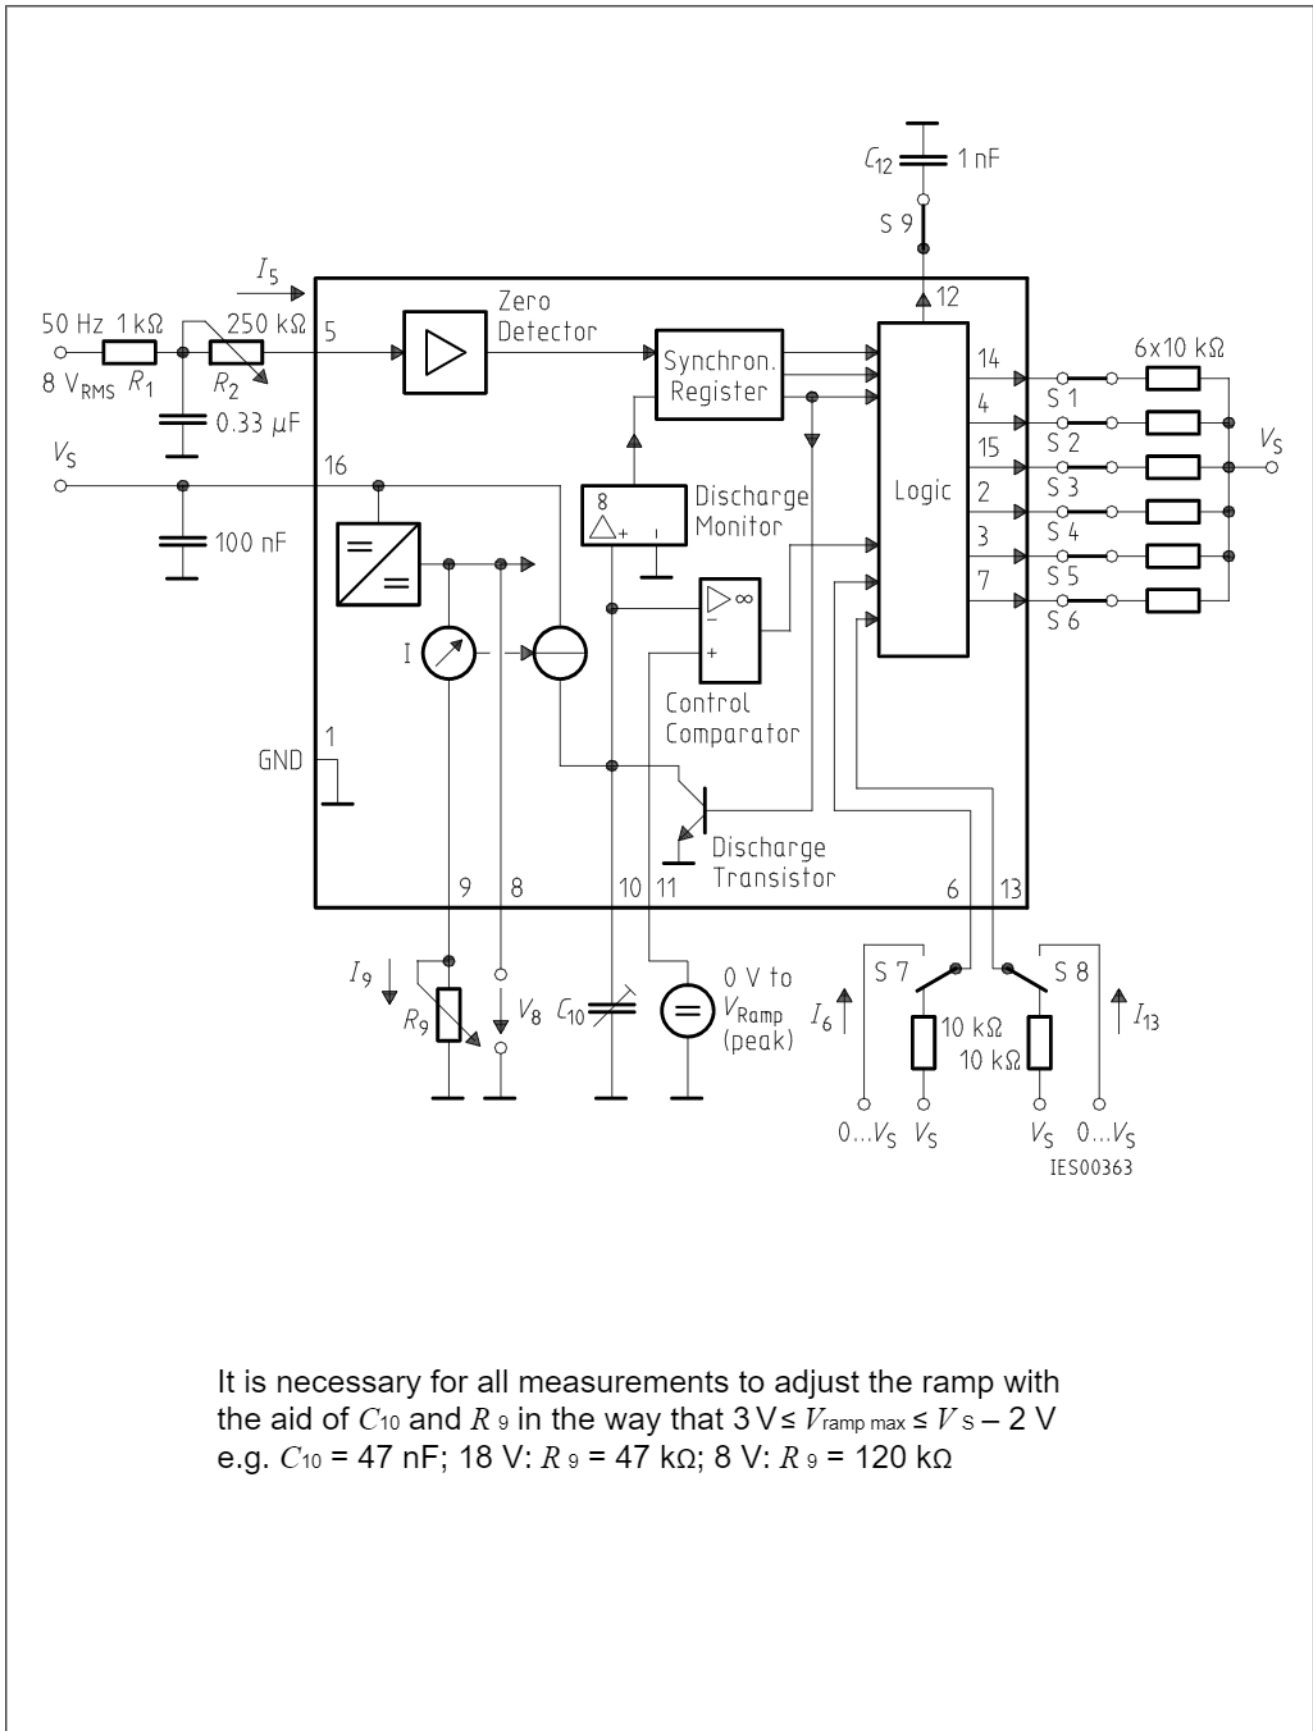 C12 1 nF
S 9
I5
12
Zero
Detector
50 Hz 1 kΩ 250 kΩ 5
8 VRMS R1 R2
Synchron.
Register
14
6x10 kΩ
S 1
4
0.33 µF
S 2
VS
16
15
VS
S 3
Logic
2
8
+ −
Discharge
Monitor
S 4
100 nF
3
S 5
7
∞
−
S 6
I
+
Control
Comparator
1
GND
Discharge
Transistor
9 8 10 11 6 13
I9
R9
V8
C10
0 V to
VRamp
(peak)
S 7 S 8
I6
I13
10 kΩ
10 kΩ
0...VS VS VS 0...VS
IES00363
It is necessary for all measurements to adjust the ramp with
the aid of C10 and R 9 in the way that 3 V ≤ Vramp max ≤ V S – 2 V
e.g. C10 = 47 nF; 18 V: R 9 = 47 kΩ; 8 V: R 9 = 120 kΩ